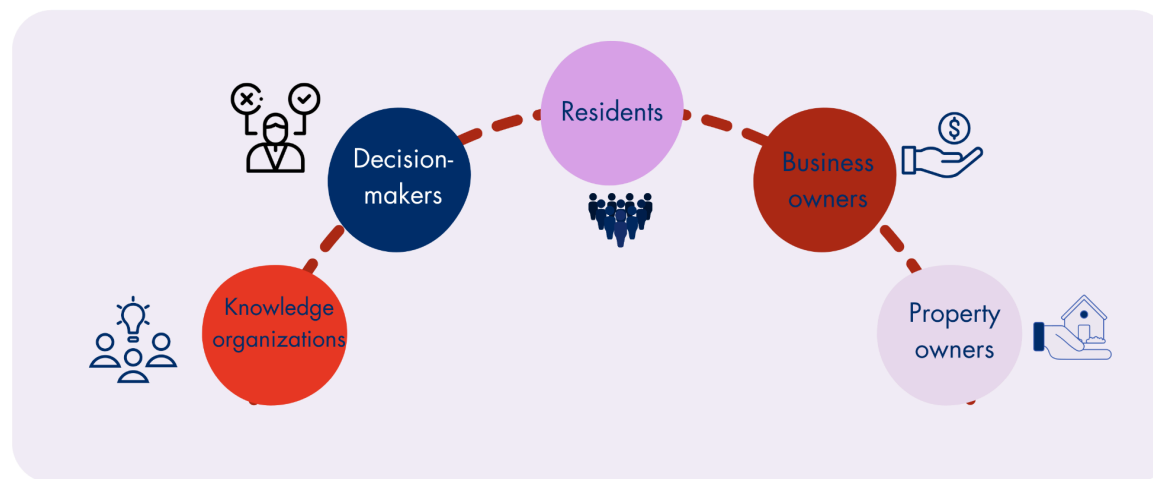 Residents
Decision-
makers
Business
owners
$
Knowledge
organizations
Property
owners